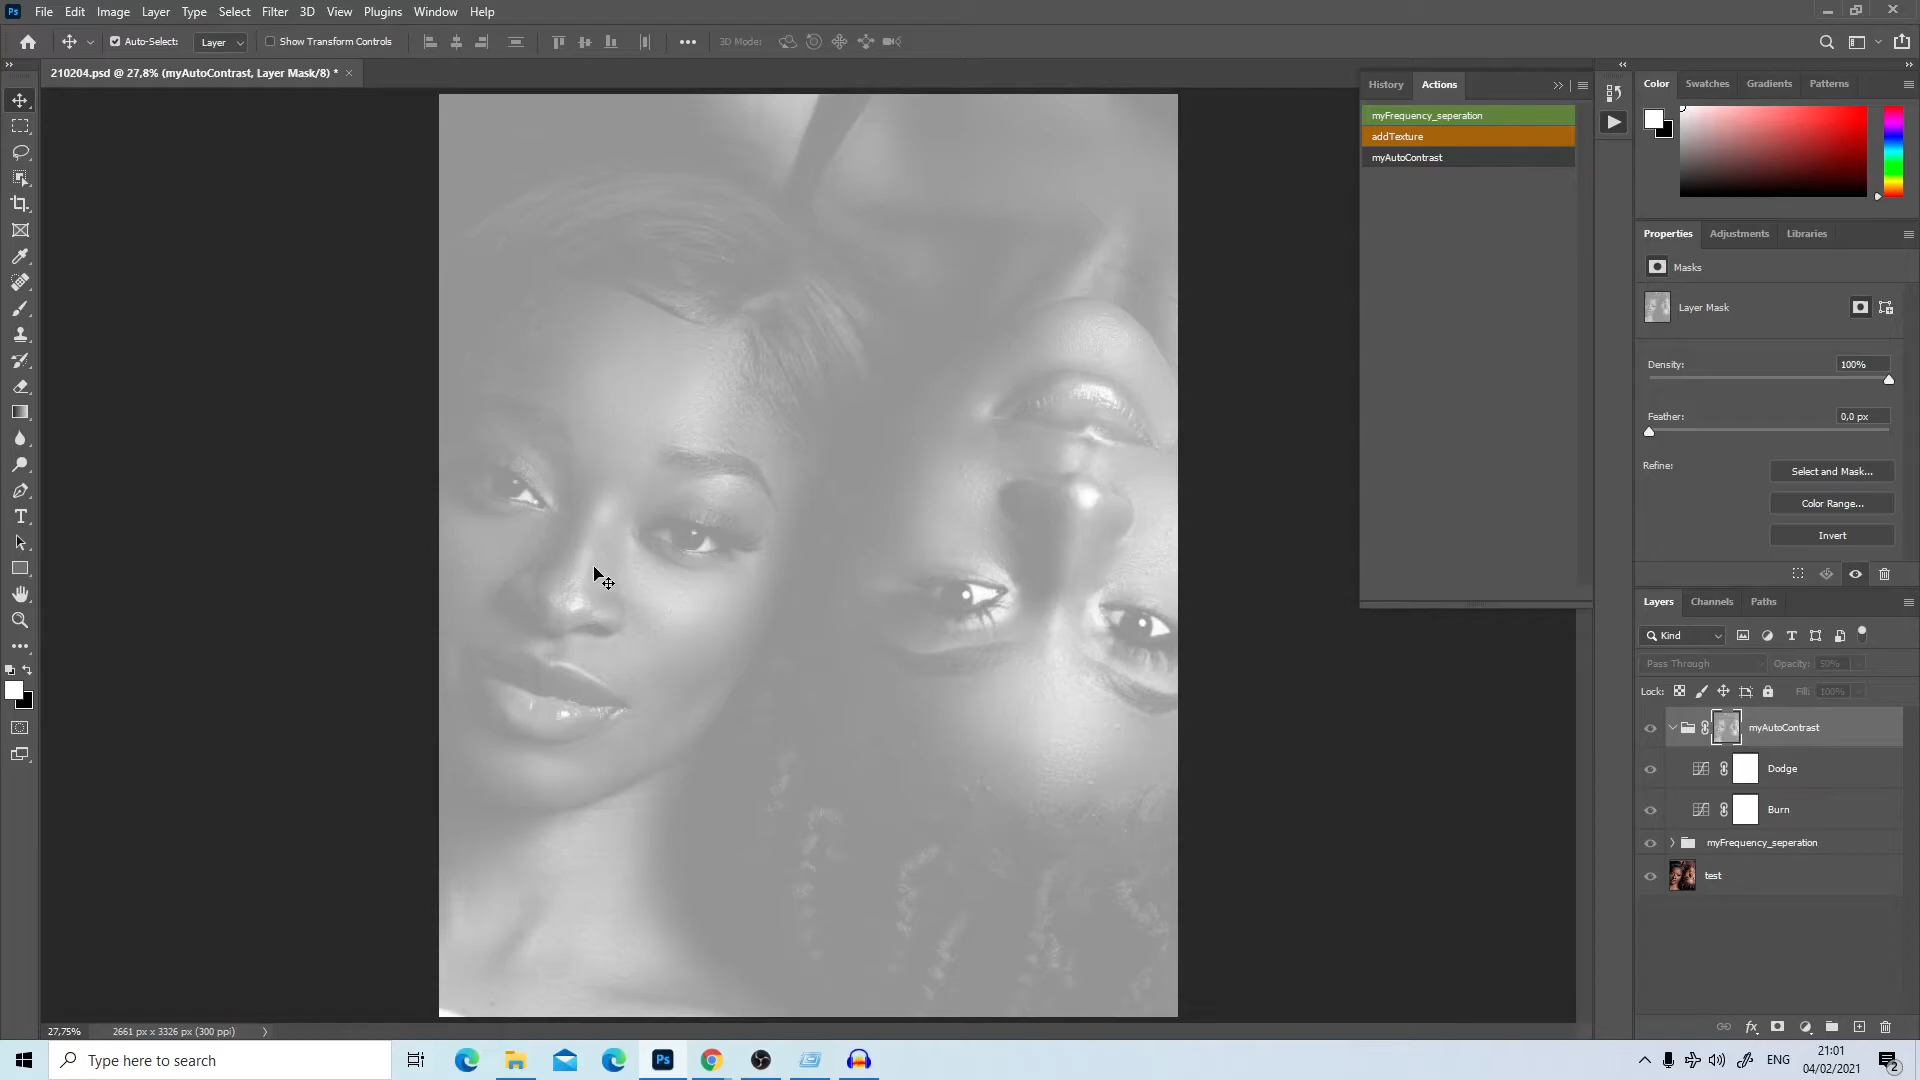 File Edit Image Layer Type Select Filter 3D View Plugins Window Help
Auto-Select: Layer Show Transform Controls 3D Mode:
210204.psd @ 27,8% (myAutoContrast, Layer Mask/8) *
History Actions
myFrequency_seperation
addTexture
myAutoContrast
Color Swatches Gradients Patterns
Properties Adjustments Libraries
Masks
Layer Mask
Density: 100%
Feather: 0,0 px
Refine:
Select and Mask...
Color Range...
Invert
Layers Channels Paths
Kind
Pass Through Opacity: 50%
Lock: Fill: 100%
myAutoContrast
Dodge
Burn
myFrequency_seperation
test
27,75% 2661 px x 3326 px (300 ppi)
Type here to search
Ps
ENG
21:01
04/02/2021
2